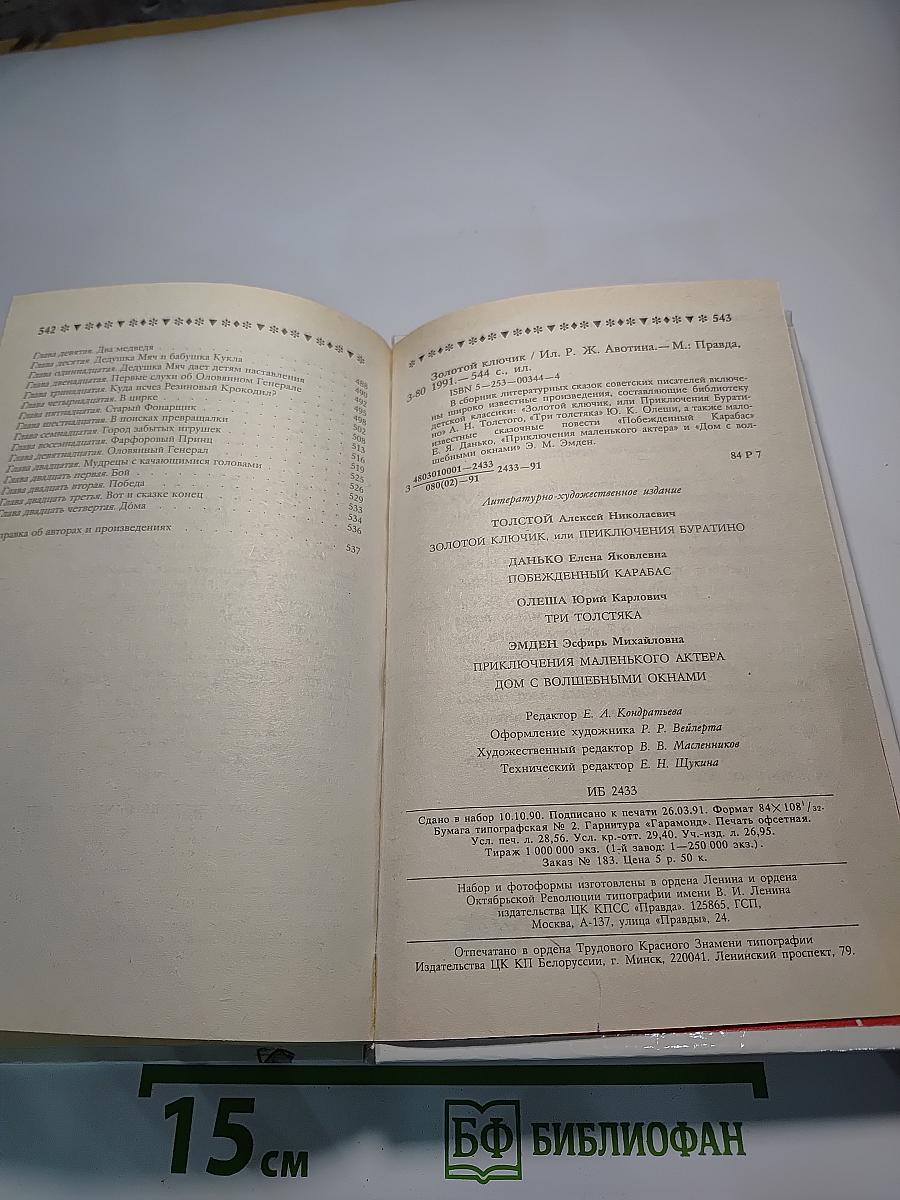 542
Глава девятая. Два медведя
Глава десятая. Дедушка Мяч и бабушка Кукла 488
Глава одиннадцатая. Дедушка Мяч дает детям наставления 490
Глава двенадцатая. Первые слухи об Оловянном Генерале 492
Глава тринадцатая. Куда исчез Резиновый Крокодил? 495
Глава четырнадцатая. В цирке 498
Глава пятнадцатая. Старый Фонарщик 502
Глава шестнадцатая. В поисках превращалки 508
Глава семнадцатая. Город забытых игрушек 513
Глава восемнадцатая. Фарфоровый Принц 516
Глава девятнадцатая. Оловянный Генерал 519
Глава двадцатая. Мудрецы с качающимися головами 525
Глава двадцать первая. Бой 526
Глава двадцать вторая. Победа 529
Глава двадцать третья. Вот и сказке конец 533
Глава двадцать четвертая. Дома 534
536
правка об авторах и произведениях 537
543
Золотой ключик / Ил. Р. Ж. Авотина.— М.: Правда,
3-80 1991.— 544 с., ил.
ISBN 5—253—00344—4
В сборник литературных сказок советских писателей включе-
ны широко известные произведения, составляющие библиотеку
детской классики: «Золотой ключик, или Приключения Бурати-
но» А. Н. Толстого, «Три толстяка» Ю. К. Олеши, а также мало-
известные сказочные повести «Побежденный Карабас»
Е. Я. Данько, «Приключения маленького актера» и «Дом с вол-
шебными окнами» Э. М. Эмден.
З 4803010001—2433 2433—91
080(02)—91
84 Р 7
Литературно-художественное издание
ТОЛСТОЙ Алексей Николаевич
ЗОЛОТОЙ КЛЮЧИК, или ПРИКЛЮЧЕНИЯ БУРАТИНО
ДАНЬКО Елена Яковлевна
ПОБЕЖДЕННЫЙ КАРАБАС
ОЛЕША Юрий Карлович
ТРИ ТОЛСТЯКА
ЭМДЕН Эсфирь Михайловна
ПРИКЛЮЧЕНИЯ МАЛЕНЬКОГО АКТЕРА
ДОМ С ВОЛШЕБНЫМИ ОКНАМИ
Редактор Е. А. Кондратьева
Оформление художника Р. Р. Вейлерта
Художественный редактор В. В. Масленников
Технический редактор Е. Н. Щукина
ИБ 2433
Сдано в набор 10.10.90. Подписано к печати 26.03.91. Формат 84×108¹/₃₂.
Бумага типографская № 2. Гарнитура «Гарамонд». Печать офсетная.
Усл. печ. л. 28,56. Усл. кр.-отт. 29,40. Уч.-изд. л. 26,95.
Тираж 1 000 000 экз. (1-й завод: 1—250 000 экз.).
Заказ № 183. Цена 5 р. 50 к.
Набор и фотоформы изготовлены в ордена Ленина и ордена
Октябрьской Революции типографии имени В. И. Ленина
издательства ЦК КПСС «Правда». 125865, ГСП,
Москва, А-137, улица «Правды», 24.
Отпечатано в ордена Трудового Красного Знамени типографии
Издательства ЦК КП Белоруссии, г. Минск, 220041. Ленинский проспект, 79.
15 см
БФ БИБЛИОФАН